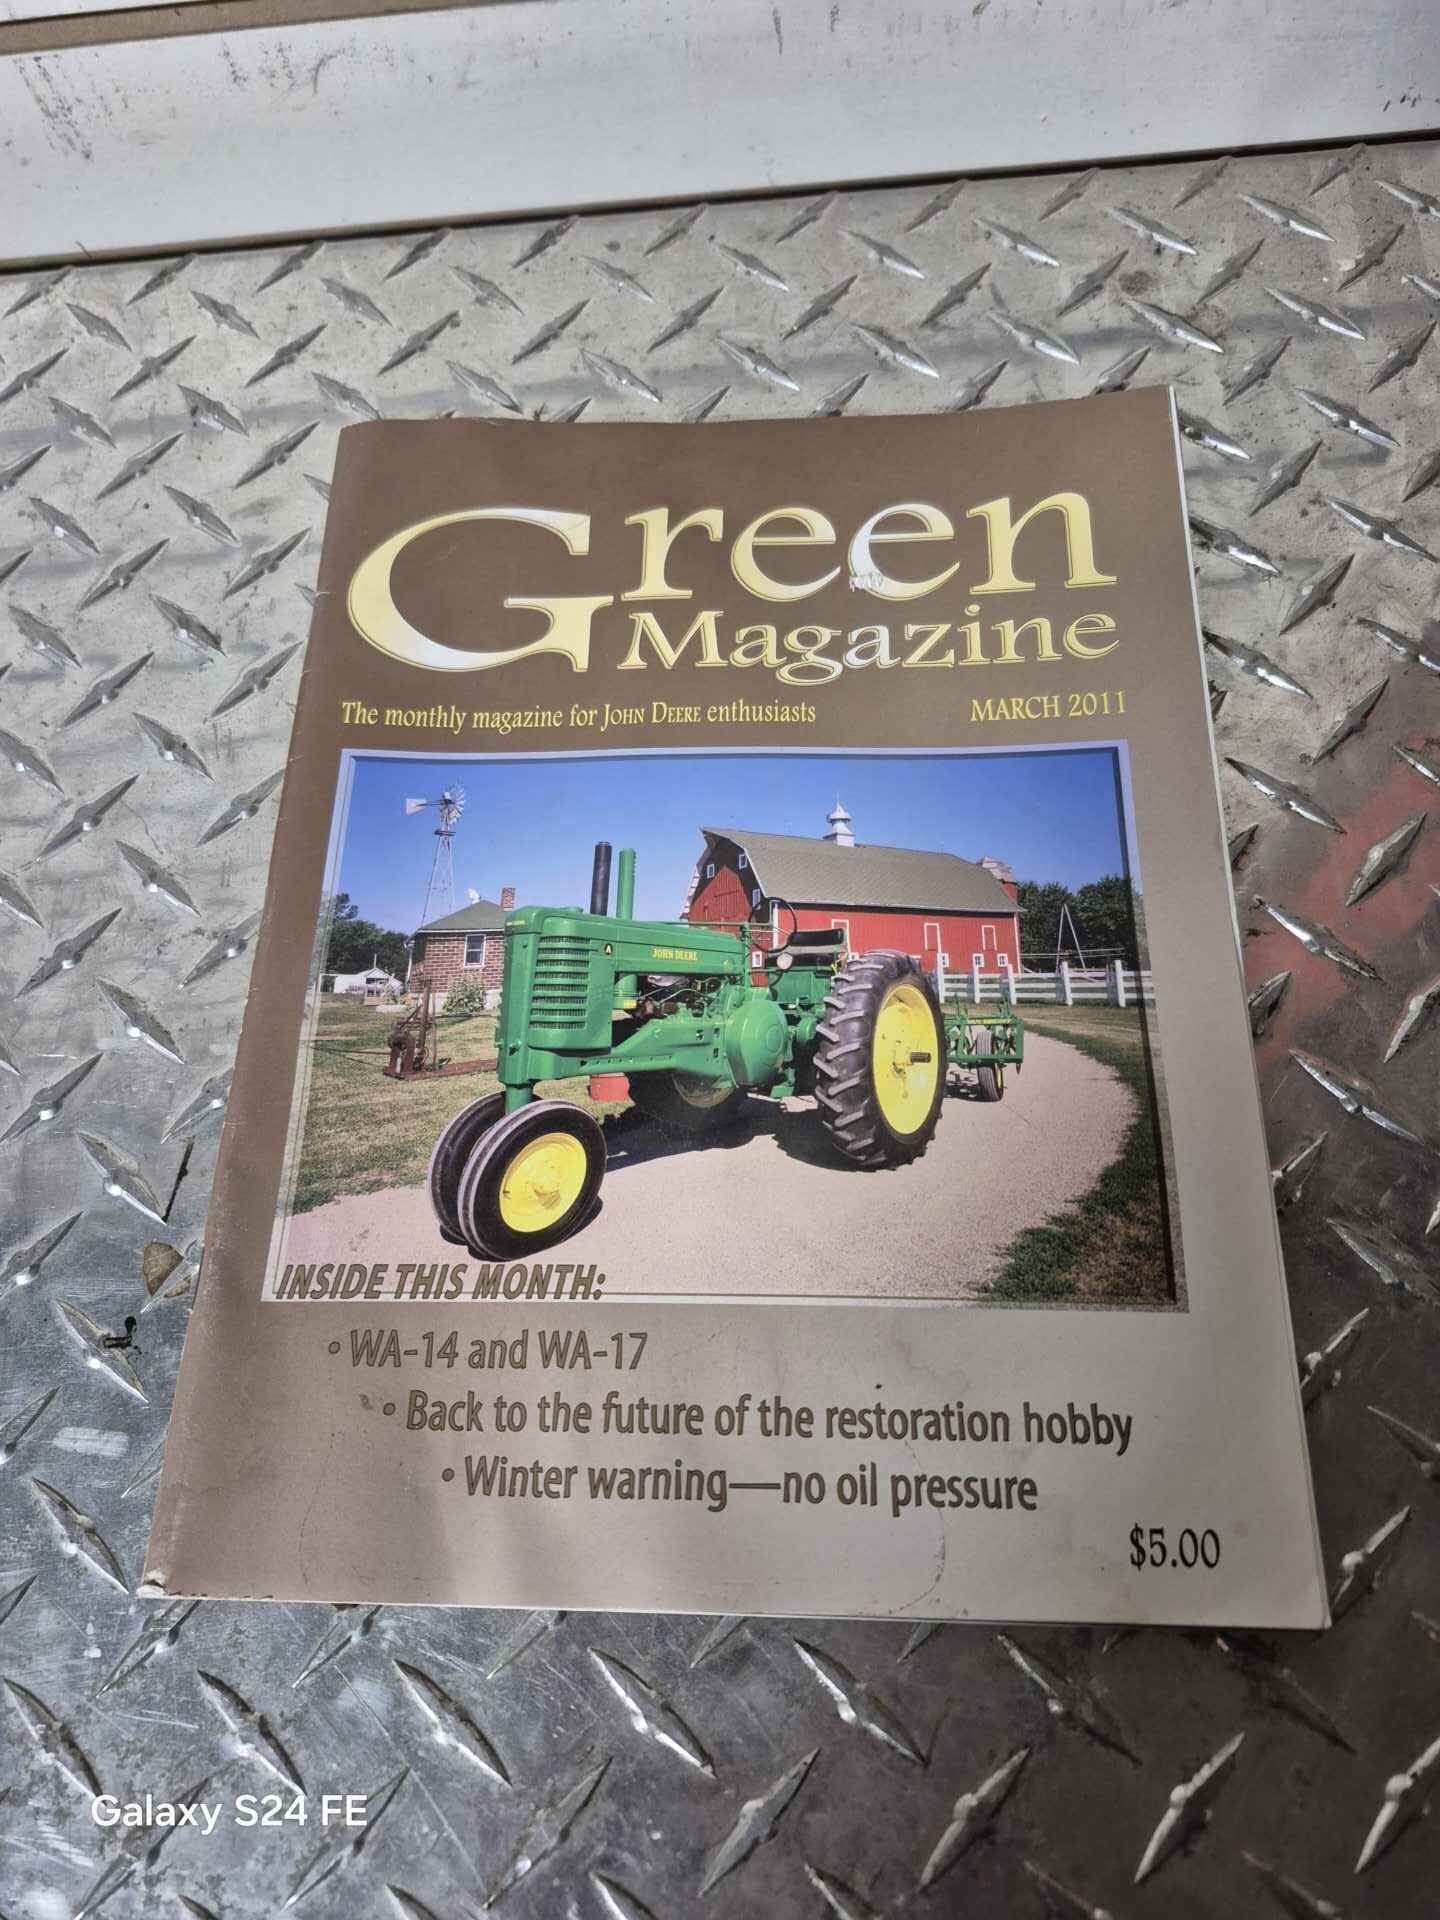 Green
Magazine
The monthly magazine for JOHN DEERE enthusiasts
MARCH 2011
A
JOHN DEERE
INSIDE THIS MONTH:
• WA-14 and WA-17
• Back to the future of the restoration hobby
• Winter warning—no oil pressure
$5.00
Galaxy S24 FE